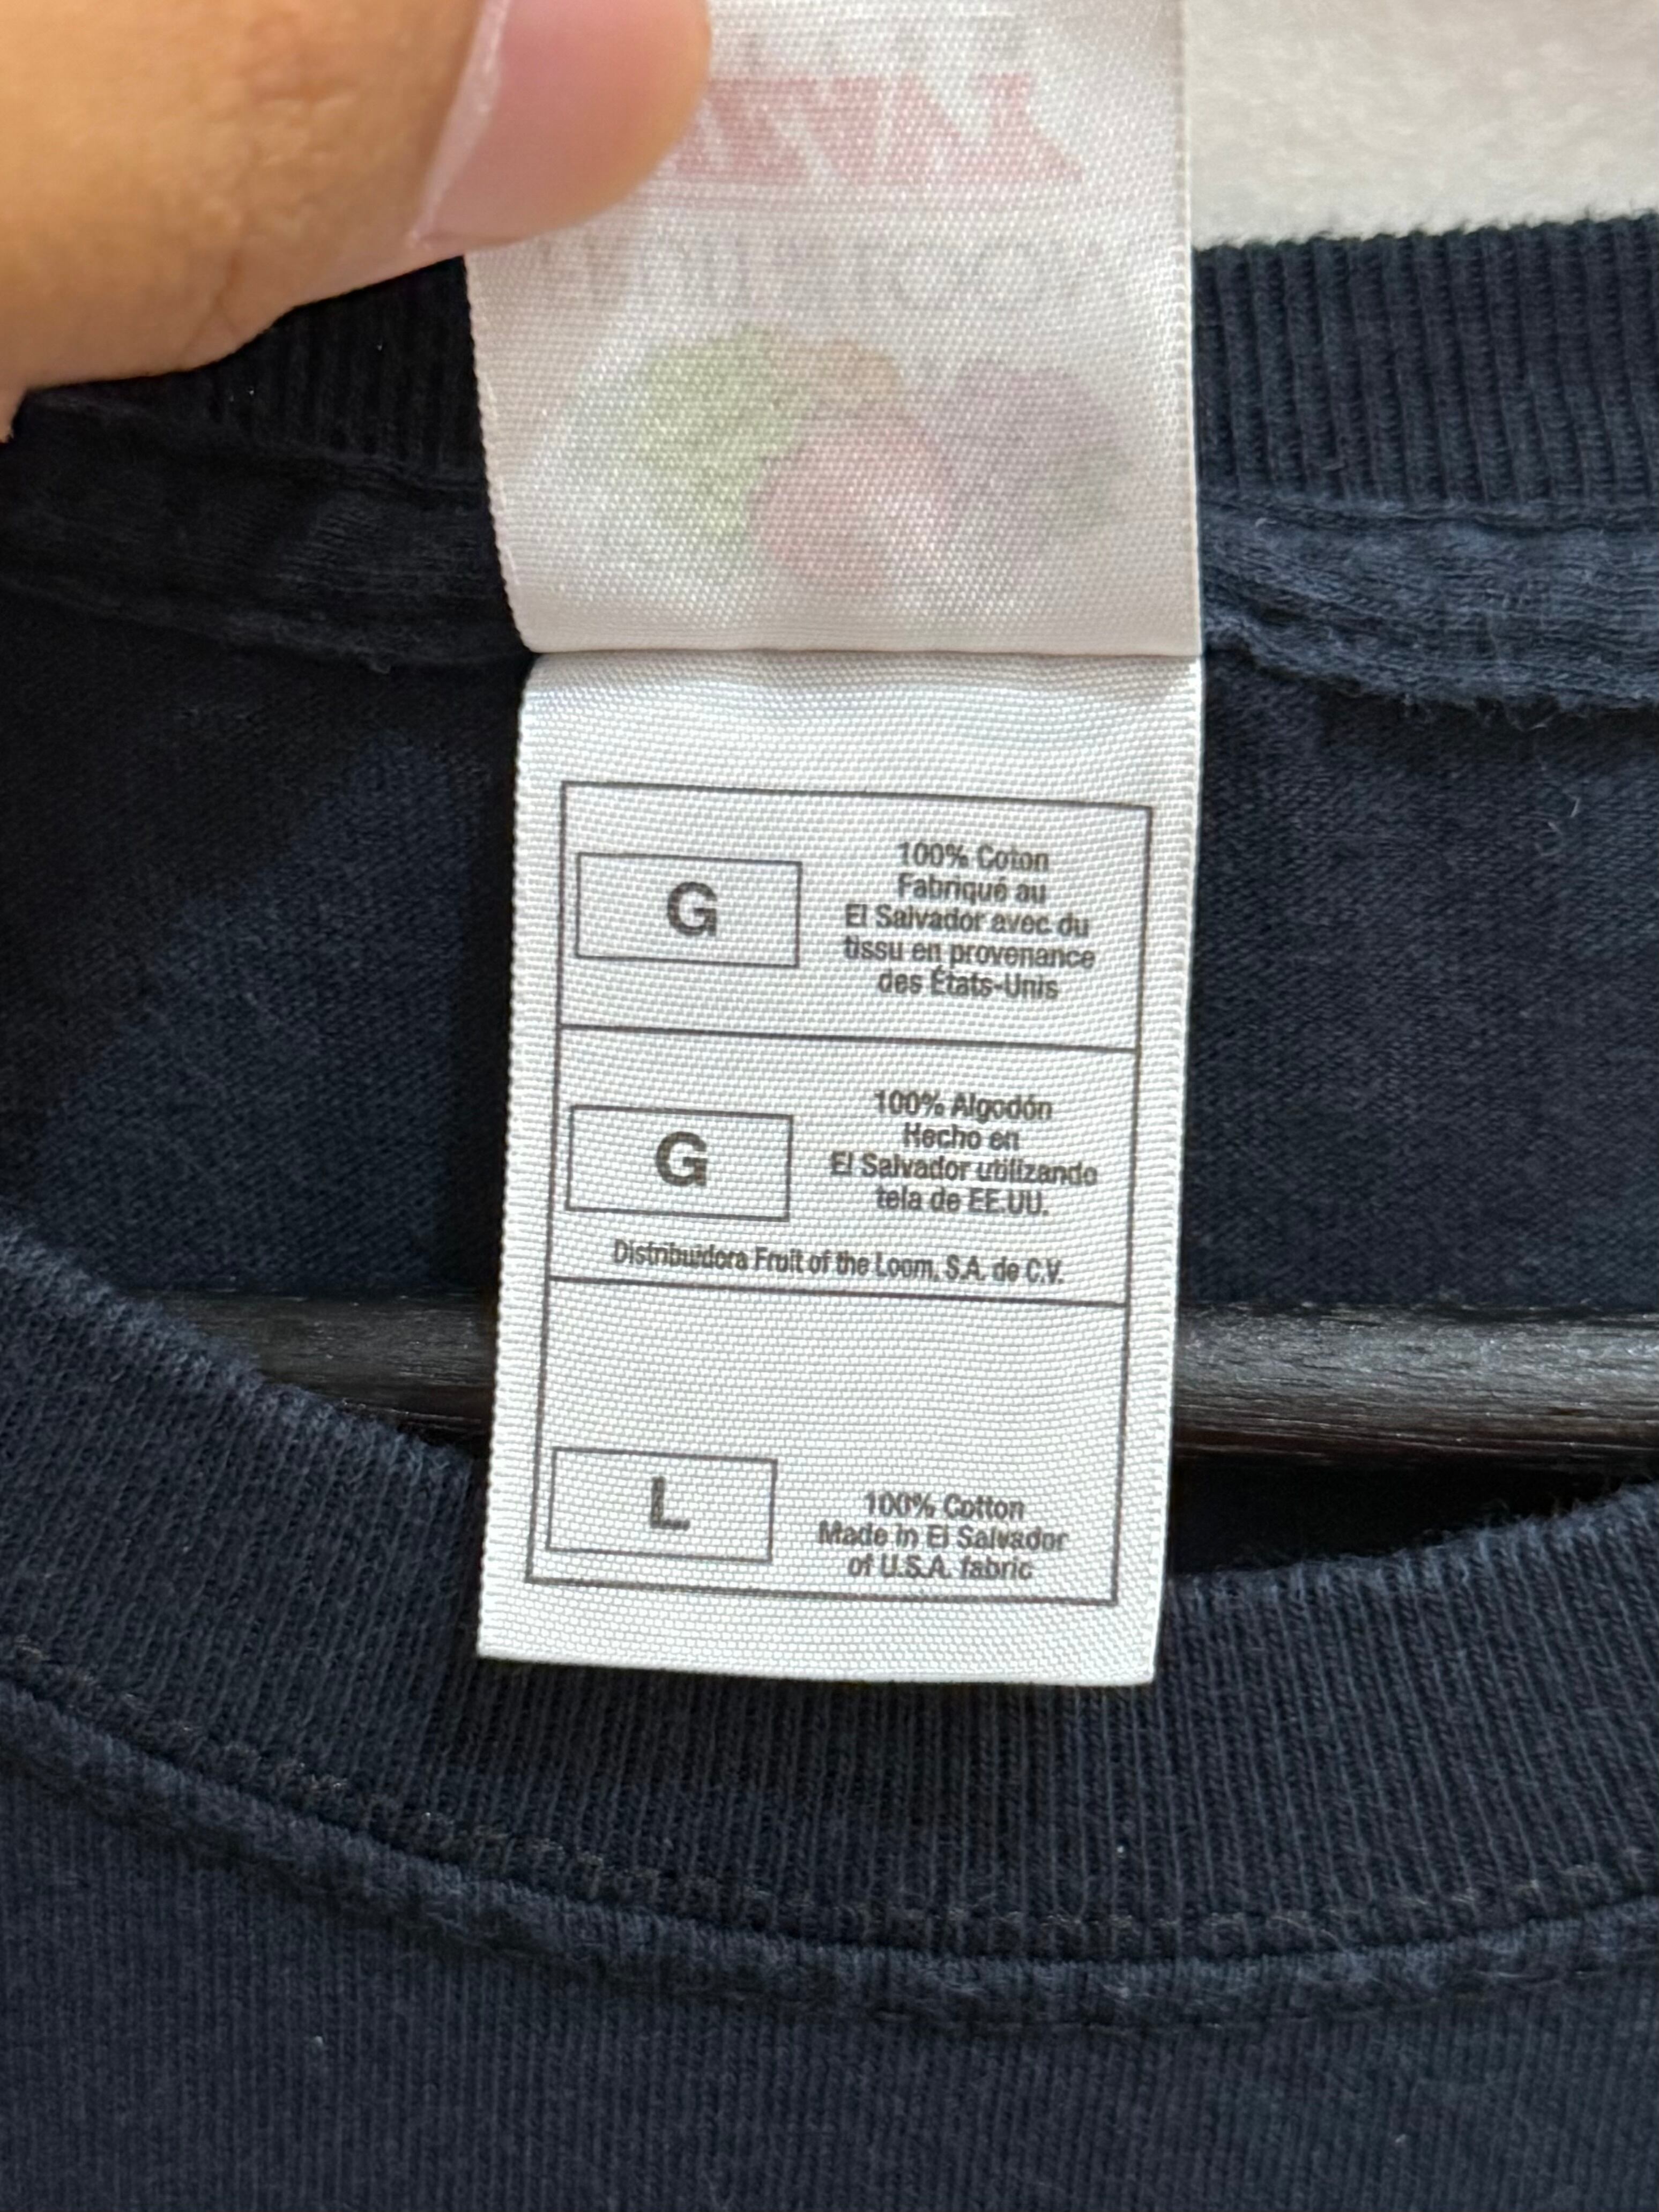 G
100% Coton
Fabriqué au
El Salvador avec du
tissu en provenance
des États-Unis
G
100% Algodón
Hecho en
El Salvador utilizando
tela de EE.UU.
Distribuidora Fruit of the Loom, S.A. de C.V.
L
100% Cotton
Made in El Salvador
of U.S.A. fabric